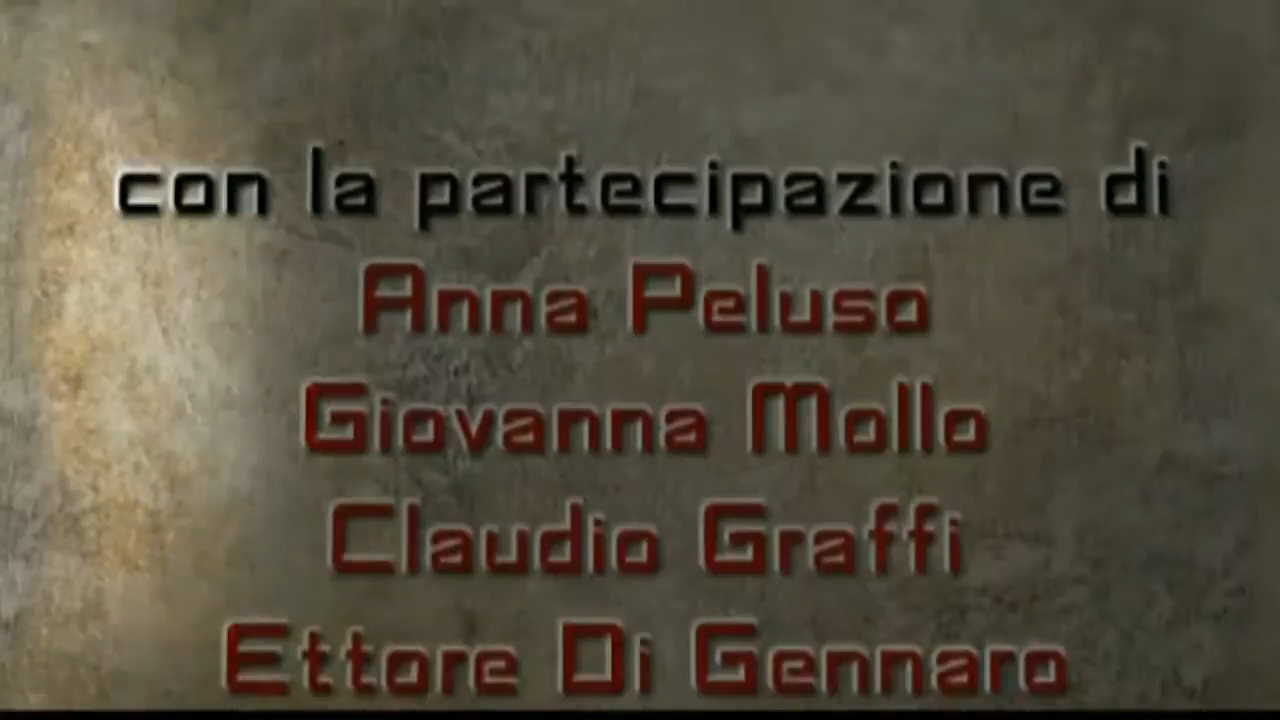 con la partecipazione di
Anna Peluso
Giovanna Mollo
Claudio Graffi
Ettore Di Gennaro